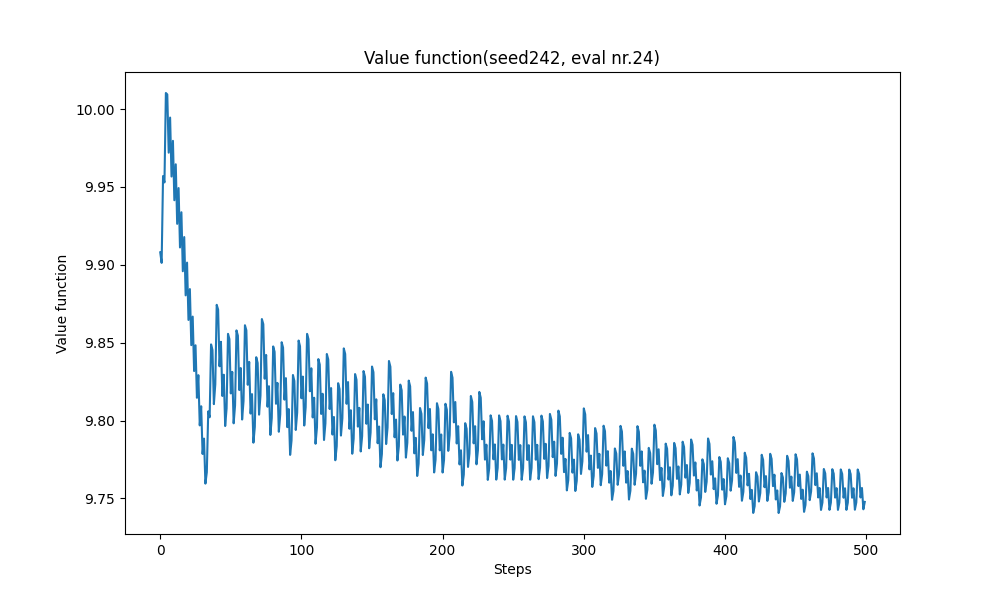 Value function(seed242, eval nr.24)
Value function
10.00
9.95
9.90
9.85
9.80
9.75
0 100 200 300 400 500
Steps